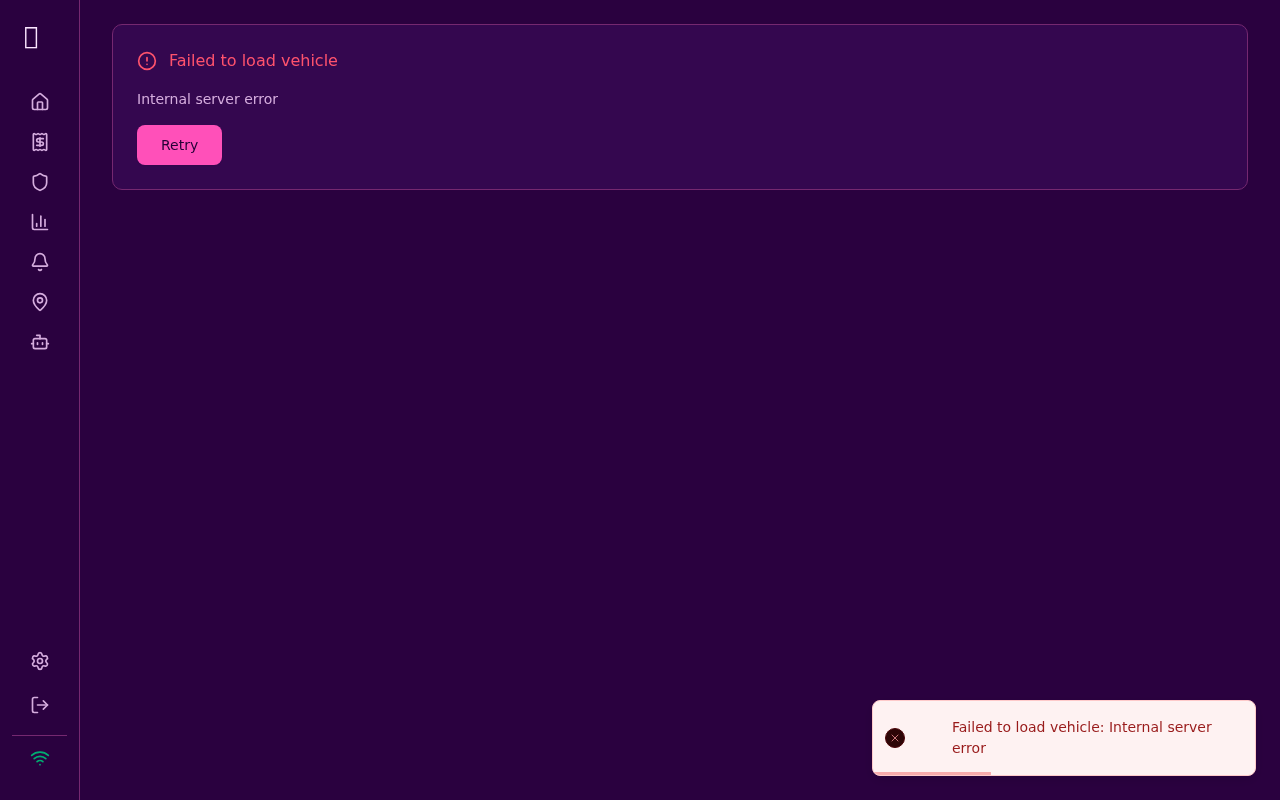 Failed to load vehicle
Internal server error
Retry
Failed to load vehicle: Internal server
error